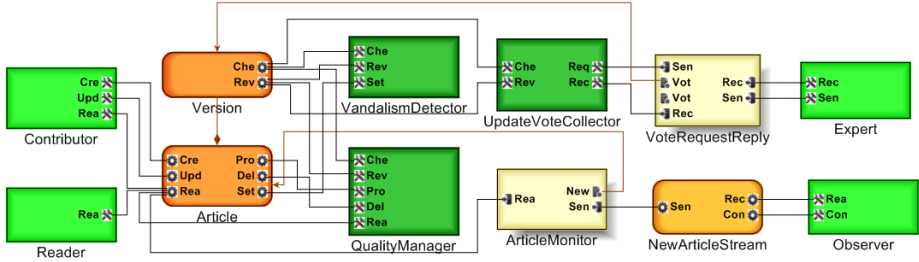 Cre
Upd
Rea
Contributor
Rea
Reader
Che
Rev
Version
Cre
Upd
Rea
Pro
Del
Set
Article
Che
Rev
Set
VandalismDetector
Che
Rev
Pro
Del
Rea
QualityManager
Che
Rev
Req
Rec
UpdateVoteCollector
Rea
New
Sen
ArticleMonitor
Sen
Vot
Vot
Rec
Rec
Sen
VoteRequestReply
Sen
Rec
Con
NewArticleStream
Rec
Sen
Expert
Rea
Con
Observer